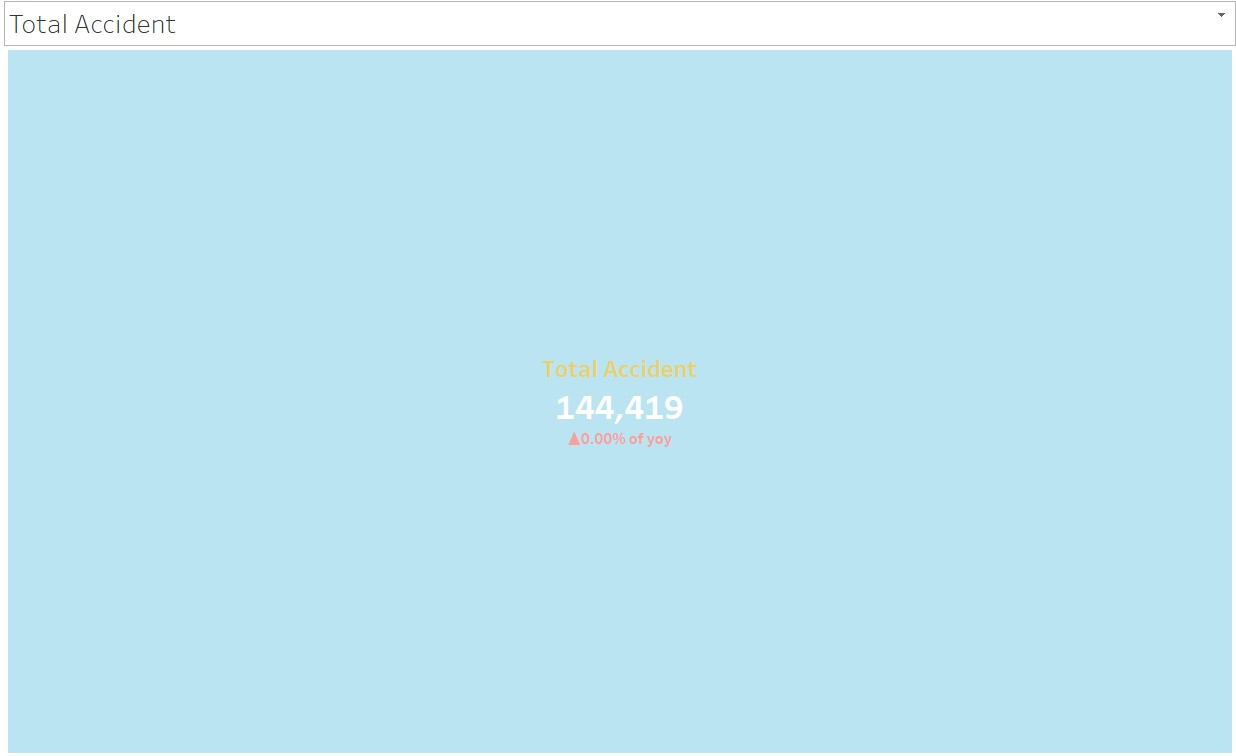 Total Accident
Total Accident
144,419
▲0.00% of yoy